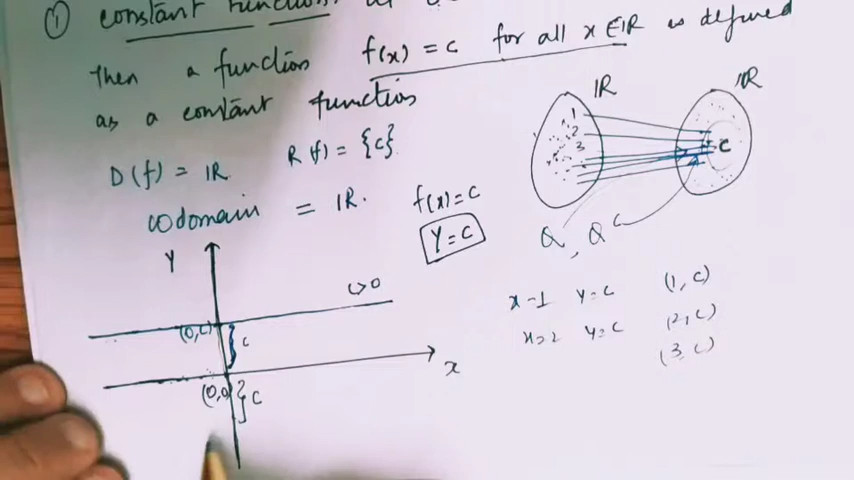 ① constant function:
Then a function f(x) = c for all x ∈ IR is defined
as a constant function
D(f) = IR R(f) = {c}
codomain = IR.
f(x) = c
Y = c
IR
IR
1
2
3
c
Q, Q^c
Y
c>0
(0,c)
c
x
(0,0)
c
x=1 y=c (1, c)
x=2 y=c (2, c)
(3, c)